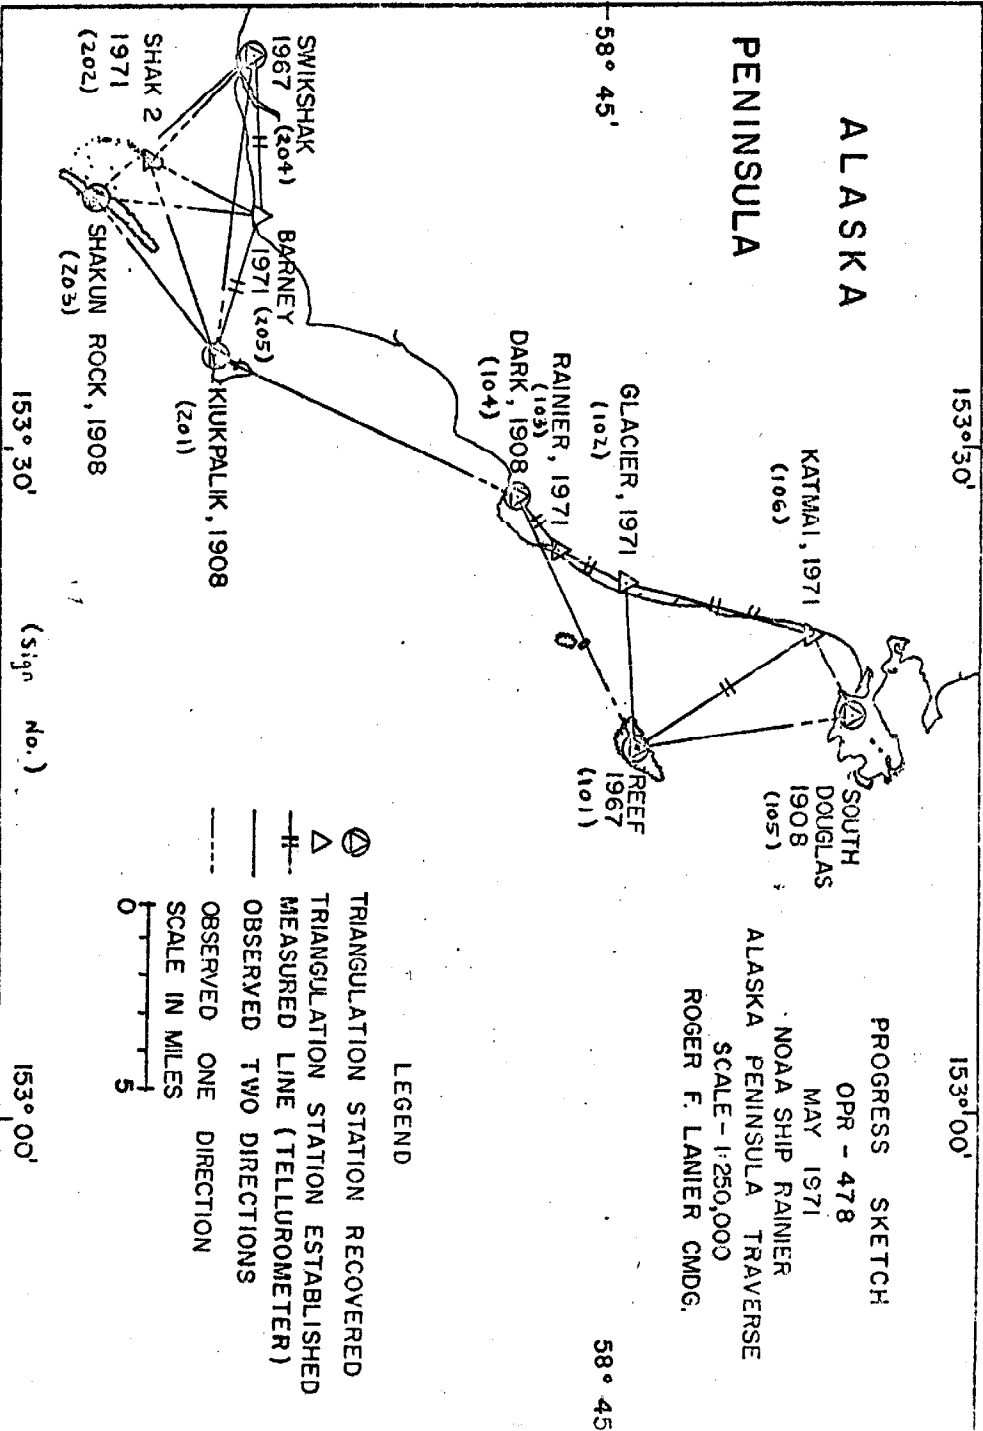 153° 30'
153° 00'
ALASKA
PENINSULA
58° 45'
58° 45
PROGRESS SKETCH
OPR - 478
MAY 1971
NOAA SHIP RAINIER
ALASKA PENINSULA TRAVERSE
SCALE - 1:250,000
ROGER F. LANIER CMDG.
SOUTH
DOUGLAS
1908
(105)
KATMAI, 1971
(106)
GLACIER, 1971
(102)
RAINIER, 1971
(103)
DARK, 1908
(104)
REEF
1967
(101)
SWIKSHAK
1967
(204)
BARNEY
1971 (205)
SHAK 2
1971
(202)
SHAKUN ROCK, 1908
(203)
KIUKPALIK, 1908
(201)
LEGEND
TRIANGULATION STATION RECOVERED
TRIANGULATION STATION ESTABLISHED
MEASURED LINE (TELLUROMETER)
OBSERVED TWO DIRECTIONS
OBSERVED ONE DIRECTION
SCALE IN MILES
0 5
(Sign No.)
153° 30'
153° 00'